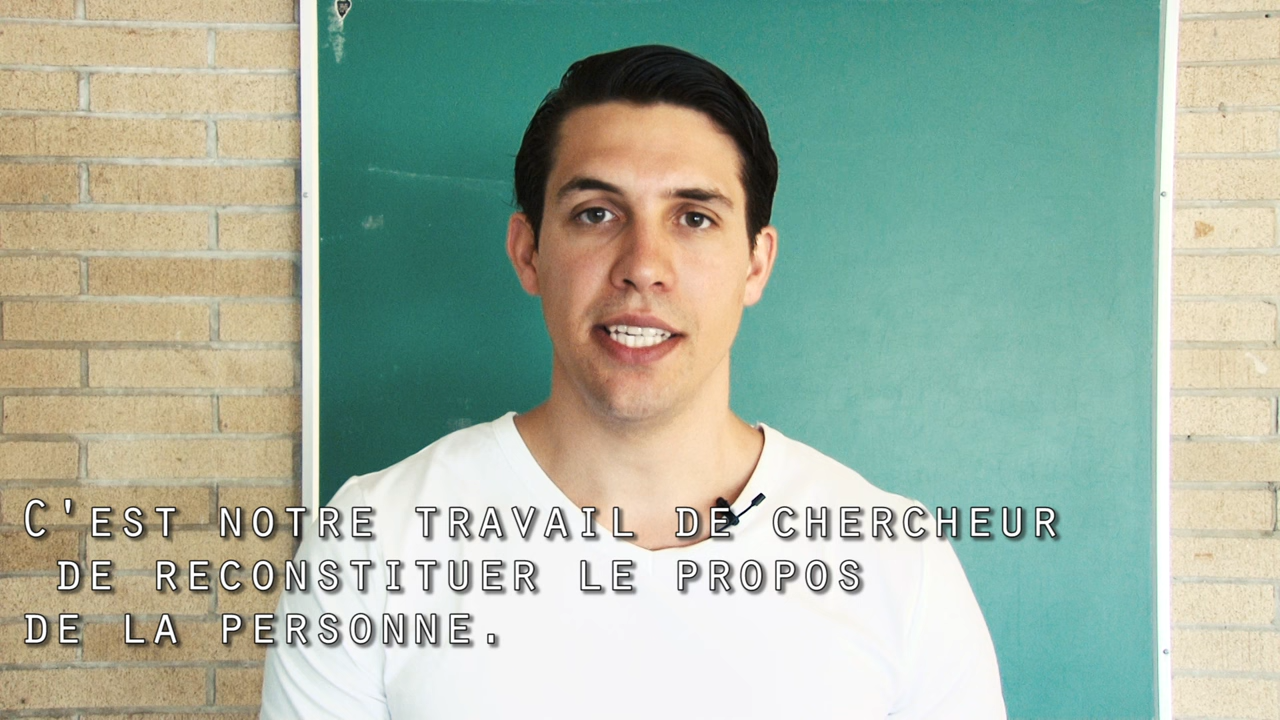 C'EST NOTRE TRAVAIL DE CHERCHEUR
DE RECONSTITUER LE PROPOS
DE LA PERSONNE.